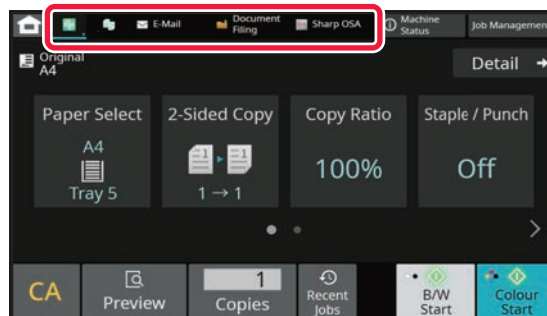 E-Mail
Document
Filing
Sharp OSA
Machine
Status
Job Managemen
Original
A4
Detail
Paper Select
A4
Tray 5
2-Sided Copy
1 → 1
Copy Ratio
100%
Staple / Punch
Off
CA
Preview
1
Copies
Recent
Jobs
B/W
Start
Colour
Start